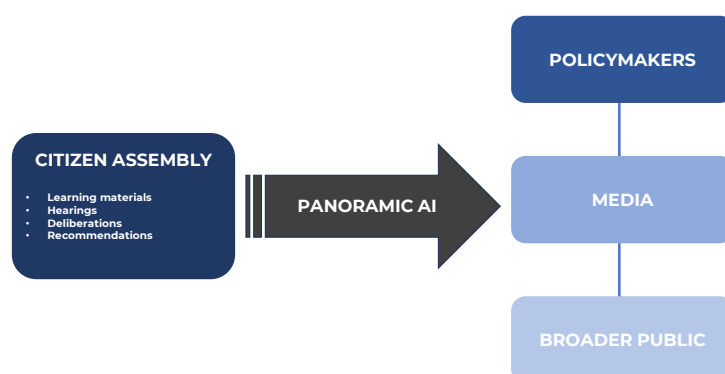 CITIZEN ASSEMBLY
• Learning materials
• Hearings
• Deliberations
• Recommendations
PANORAMIC AI
POLICYMAKERS
MEDIA
BROADER PUBLIC